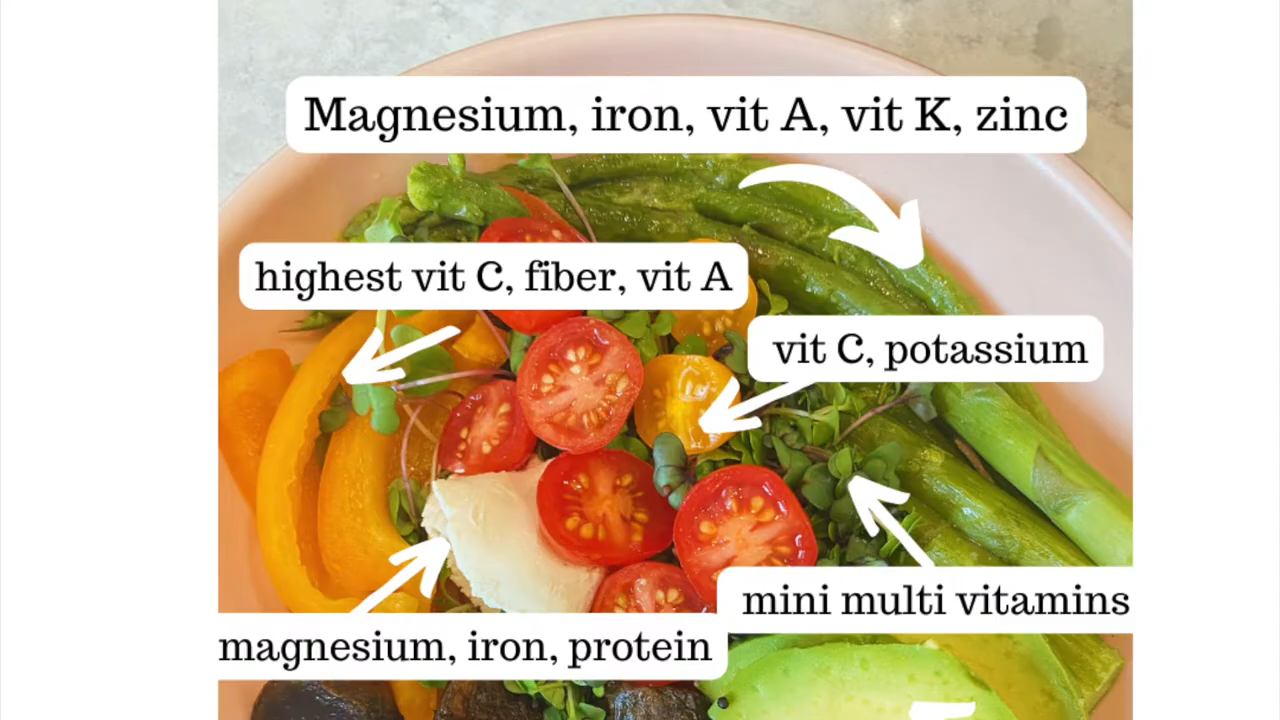 Magnesium, iron, vit A, vit K, zinc
highest vit C, fiber, vit A
vit C, potassium
mini multi vitamins
magnesium, iron, protein